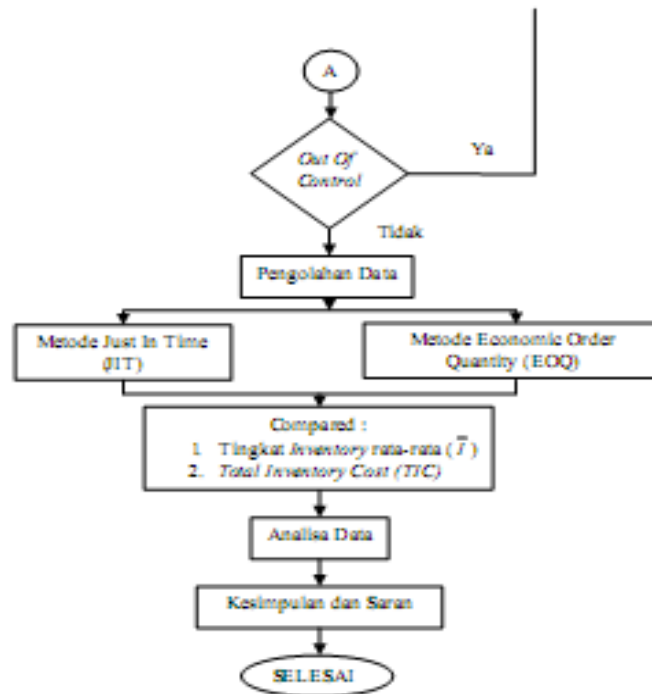 A
Out Of
Control
Ya
Tidak
Pengolahan Data
Metode Just In Time
(JIT)
Metode Economic Order
Quantity (EOQ)
Compared :
1. Tingkat Inventory rata-rata ( Ī )
2. Total Inventory Cost (TIC)
Analisa Data
Kesimpulan dan Saran
SELESAI